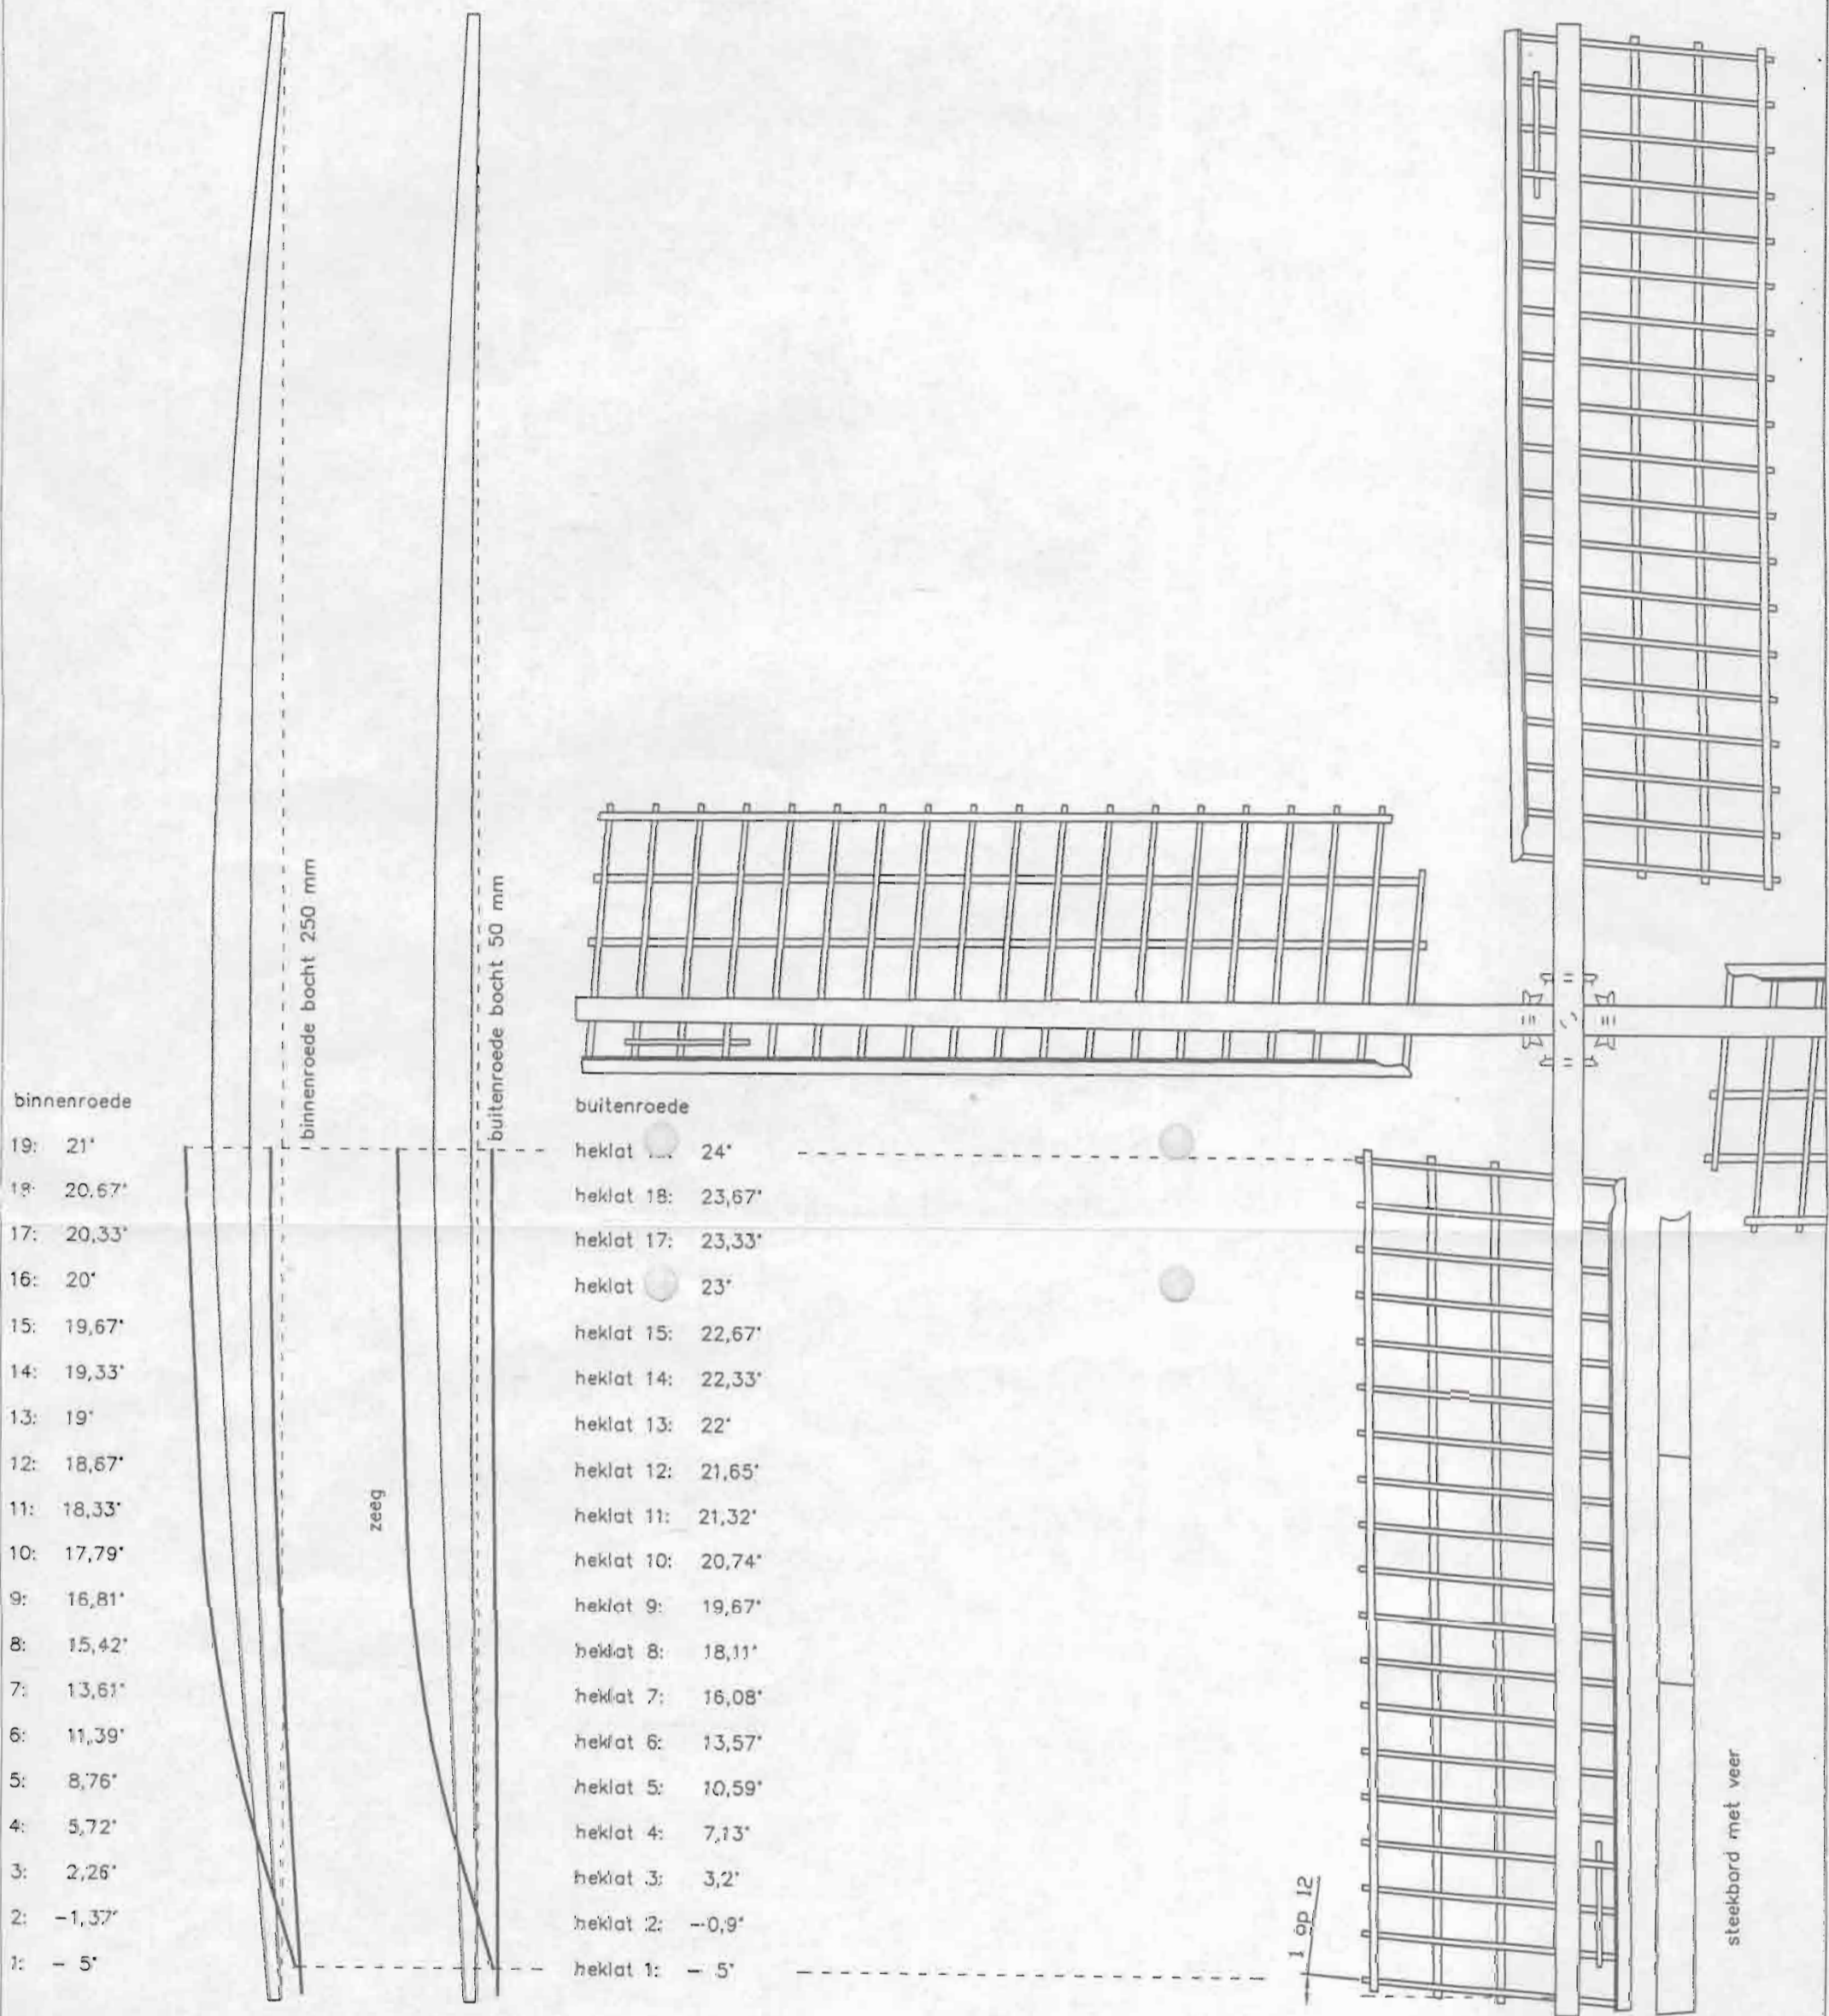 binnenroede bocht 250 mm
buitenroede bocht 50 mm
binnenroede
19: 21°
18: 20.67°
17: 20,33°
16: 20°
15: 19,67°
14: 19,33°
13: 19°
12: 18,67°
11: 18,33°
10: 17,79°
9: 16,81°
8: 15,42°
7: 13,61°
6: 11,39°
5: 8,76°
4: 5,72°
3: 2,26°
2: -1,37°
1: - 5°
zeeg
buitenroede
heklat 24°
heklat 18: 23,67°
heklat 17: 23,33°
heklat 23°
heklat 15: 22,67°
heklat 14: 22,33°
heklat 13: 22°
heklat 12: 21,65°
heklat 11: 21,32°
heklat 10: 20,74°
heklat 9: 19,67°
heklat 8: 18,11°
heklat 7: 16,08°
heklat 6: 13,57°
heklat 5: 10,59°
heklat 4: 7,13°
heklat 3: 3,2°
heklat 2: -0,9°
heklat 1: - 5°
1 op 12
steekbord met veer